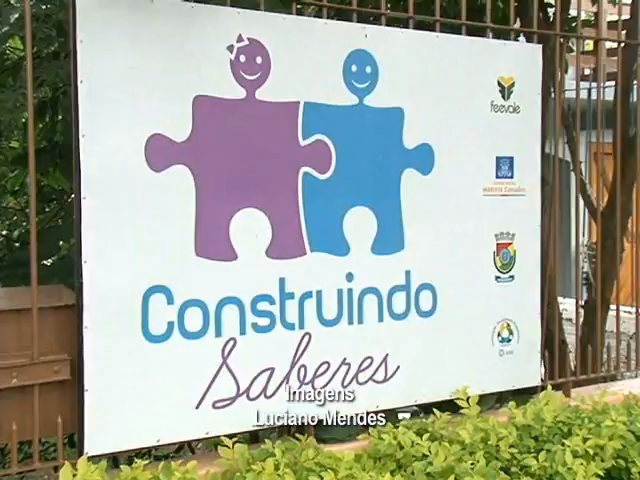 feevale
Construindo
Saberes
Imagens
Luciano Mendes